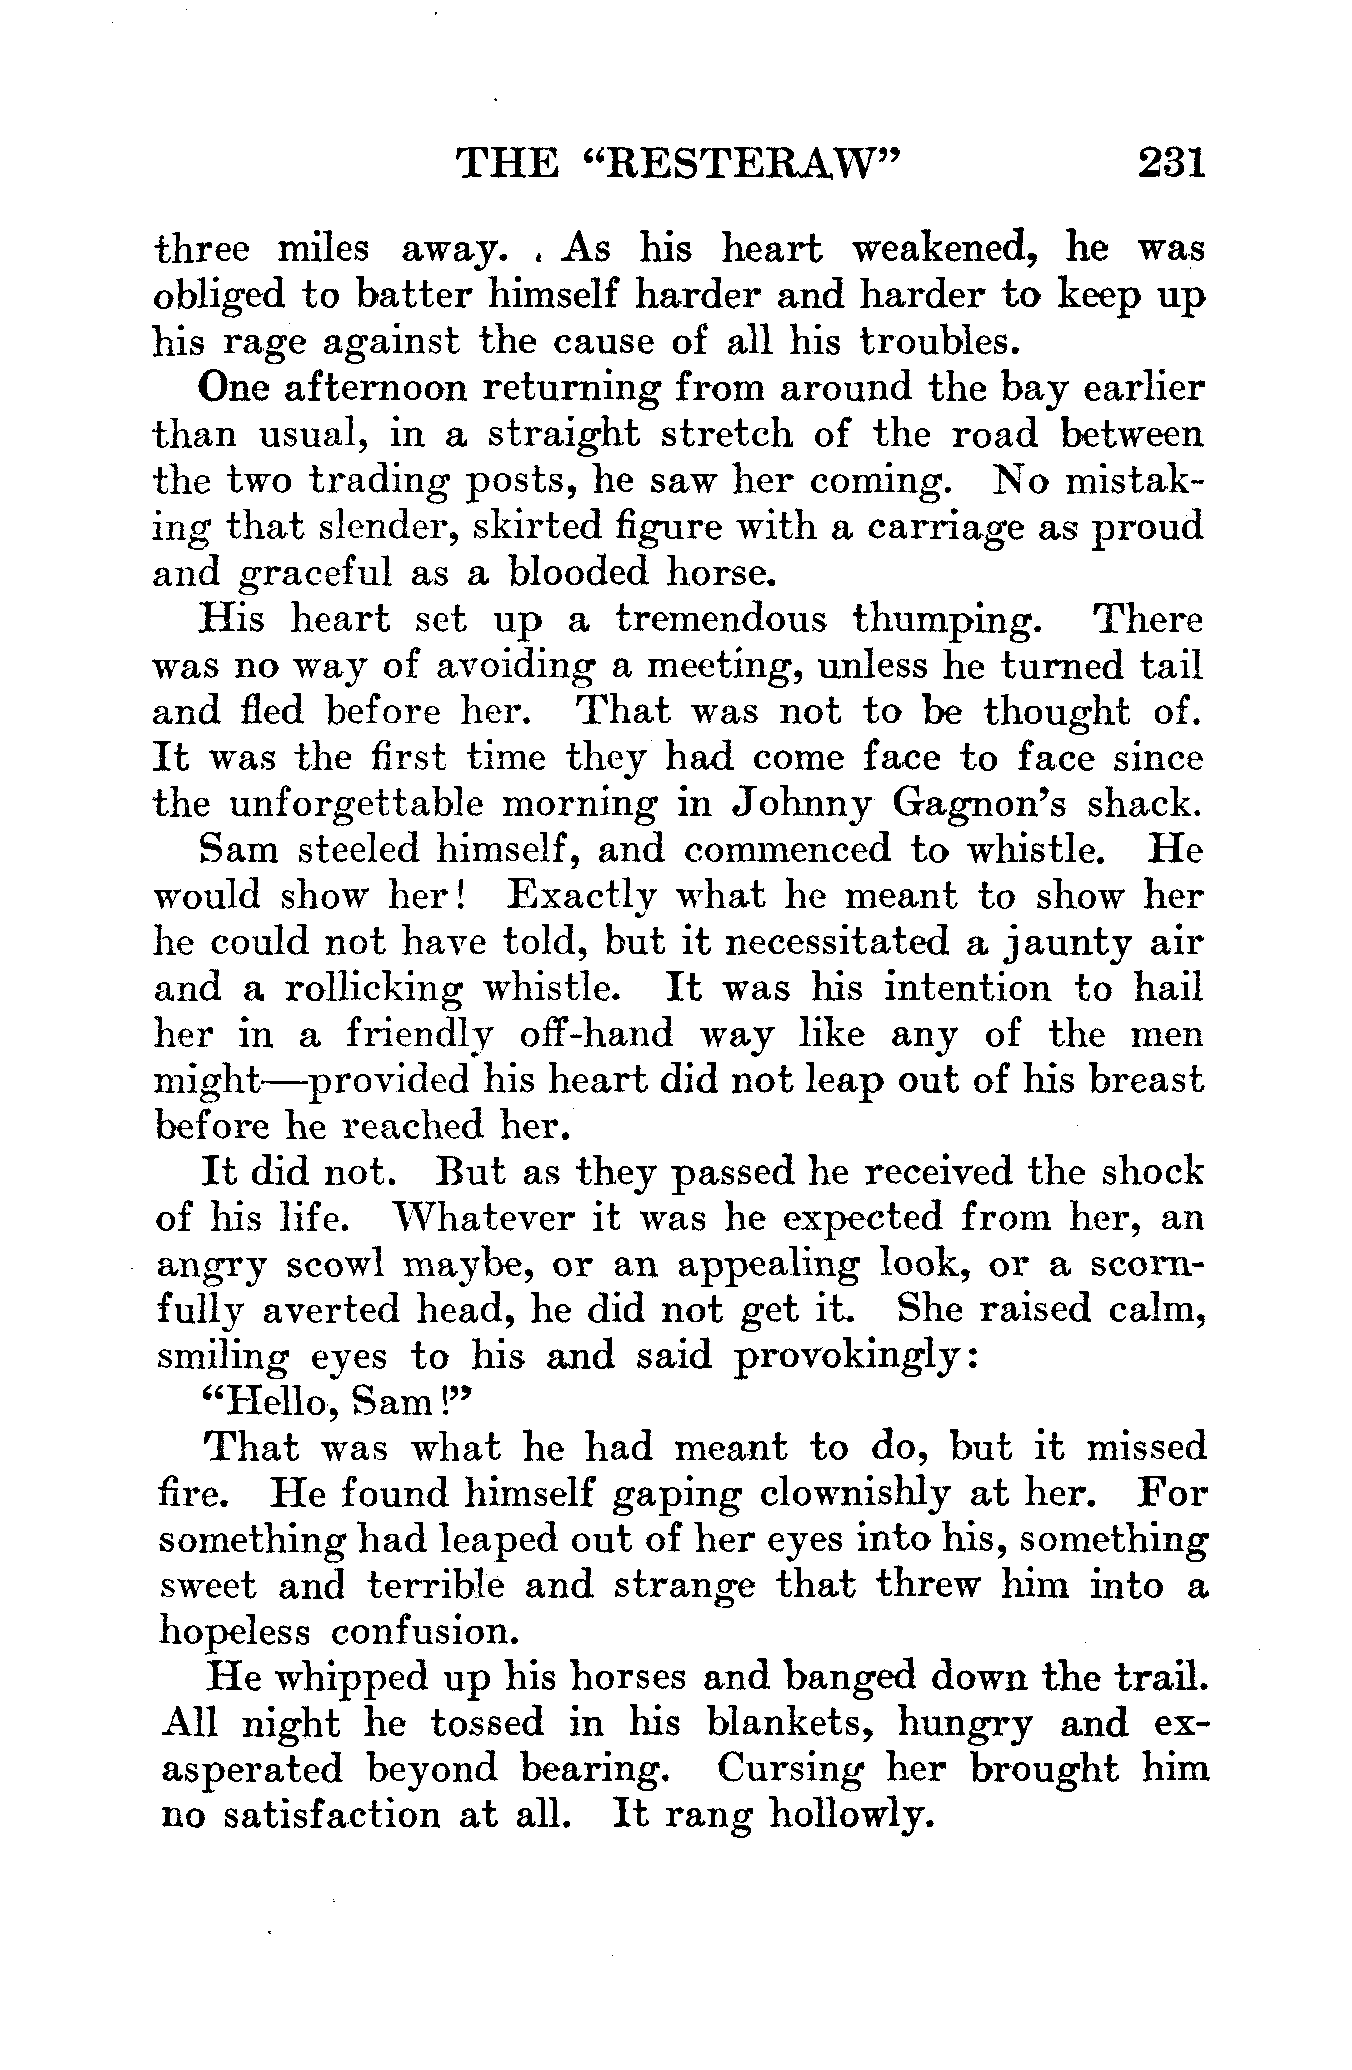 THE “RESTERAW” 231
three miles away. As his heart weakened, he was
obliged to batter himself harder and harder to keep up
his rage against the cause of all his troubles.
One afternoon returning from around the bay earlier
than usual, in a straight stretch of the road between
the two trading posts, he saw her coming. No mistak-
ing that slender, skirted figure with a carriage as proud
and graceful as a blooded horse.
His heart set up a tremendous thumping. There
was no way of avoiding a meeting, unless he turned tail
and fled before her. That was not to be thought of.
It was the first time they had come face to face since
the unforgettable morning in Johnny Gagnon’s shack.
Sam steeled himself, and commenced to whistle. He
would show her! Exactly what he meant to show her
he could not have told, but it necessitated a jaunty air
and a rollicking whistle. It was his intention to hail
her in a friendly off-hand way like any of the men
might—provided his heart did not leap out of his breast
before he reached her.
It did not. But as they passed he received the shock
of his life. Whatever it was he expected from her, an
angry scowl maybe, or an appealing look, or a scorn-
fully averted head, he did not get it. She raised calm,
smiling eyes to his and said provokingly:
“Hello, Sam!”
That was what he had meant to do, but it missed
fire. He found himself gaping clownishly at her. For
something had leaped out of her eyes into his, something
sweet and terrible and strange that threw him into a
hopeless confusion.
He whipped up his horses and banged down the trail.
All night he tossed in his blankets, hungry and ex-
asperated beyond bearing. Cursing her brought him
no satisfaction at all. It rang hollowly.